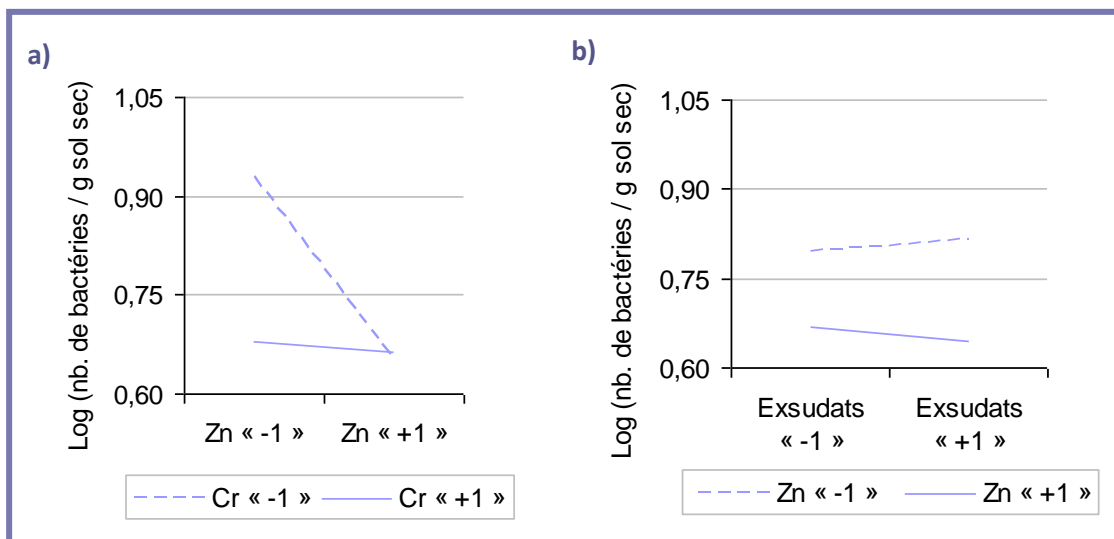 a)
Log (nb. de bactéries / g sol sec)
1,05
0,90
0,75
0,60
Zn « -1 » Zn « +1 »
Cr « -1 » Cr « +1 »
b)
Log (nb. de bactéries / g sol sec)
1,05
0,90
0,75
0,60
Exsudats Exsudats
« -1 » « +1 »
Zn « -1 » Zn « +1 »